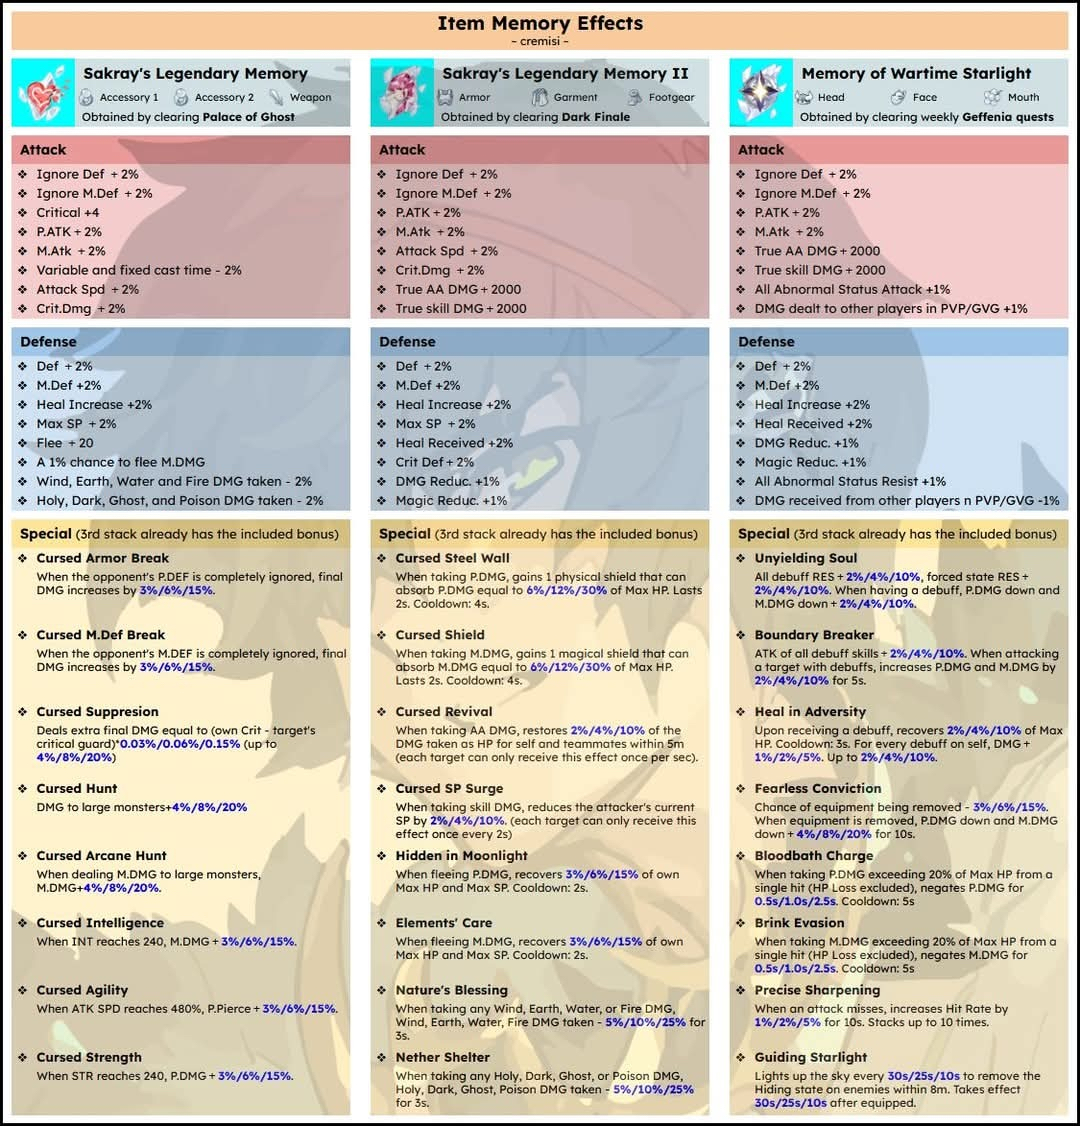 Item Memory Effects
~ cremisi ~
Sakray's Legendary Memory
Accessory 1 Accessory 2 Weapon
Obtained by clearing Palace of Ghost
Attack
❖ Ignore Def + 2%
❖ Ignore M.Def + 2%
❖ Critical +4
❖ P.ATK + 2%
❖ M.Atk + 2%
❖ Variable and fixed cast time - 2%
❖ Attack Spd + 2%
❖ Crit.Dmg + 2%
Defense
❖ Def + 2%
❖ M.Def +2%
❖ Heal Increase +2%
❖ Max SP + 2%
❖ Flee + 20
❖ A 1% chance to flee M.DMG
❖ Wind, Earth, Water and Fire DMG taken - 2%
❖ Holy, Dark, Ghost, and Poison DMG taken - 2%
Special (3rd stack already has the included bonus)
❖ Cursed Armor Break
When the opponent's P.DEF is completely ignored, final
DMG increases by 3%/6%/15%.
❖ Cursed M.Def Break
When the opponent's M.DEF is completely ignored, final
DMG increases by 3%/6%/15%.
❖ Cursed Suppresion
Deals extra final DMG equal to (own Crit - target's
critical guard)*0.03%/0.06%/0.15% (up to
4%/8%/20%)
❖ Cursed Hunt
DMG to large monsters+4%/8%/20%
❖ Cursed Arcane Hunt
When dealing M.DMG to large monsters,
M.DMG+4%/8%/20%.
❖ Cursed Intelligence
When INT reaches 240, M.DMG + 3%/6%/15%.
❖ Cursed Agility
When ATK SPD reaches 480%, P.Pierce + 3%/6%/15%.
❖ Cursed Strength
When STR reaches 240, P.DMG + 3%/6%/15%.
Sakray's Legendary Memory II
Armor Garment Footgear
Obtained by clearing Dark Finale
Attack
❖ Ignore Def + 2%
❖ Ignore M.Def + 2%
❖ P.ATK + 2%
❖ M.Atk + 2%
❖ Attack Spd + 2%
❖ Crit.Dmg + 2%
❖ True AA DMG + 2000
❖ True skill DMG + 2000
Defense
❖ Def + 2%
❖ M.Def +2%
❖ Heal Increase +2%
❖ Max SP + 2%
❖ Heal Received +2%
❖ Crit Def + 2%
❖ DMG Reduc. +1%
❖ Magic Reduc. +1%
Special (3rd stack already has the included bonus)
❖ Cursed Steel Wall
When taking P.DMG, gains 1 physical shield that can
absorb P.DMG equal to 6%/12%/30% of Max HP. Lasts
2s. Cooldown: 4s.
❖ Cursed Shield
When taking M.DMG, gains 1 magical shield that can
absorb M.DMG equal to 6%/12%/30% of Max HP.
Lasts 2s. Cooldown: 4s.
❖ Cursed Revival
When taking AA DMG, restores 2%/4%/10% of the
DMG taken as HP for self and teammates within 5m
(each target can only receive this effect once per sec).
❖ Cursed SP Surge
When taking skill DMG, reduces the attacker's current
SP by 2%/4%/10%. (each target can only receive this
effect once every 2s)
❖ Hidden in Moonlight
When fleeing P.DMG, recovers 3%/6%/15% of own
Max HP and Max SP. Cooldown: 2s.
❖ Elements' Care
When fleeing M.DMG, recovers 3%/6%/15% of own
Max HP and Max SP. Cooldown: 2s.
❖ Nature's Blessing
When taking any Wind, Earth, Water, or Fire DMG,
Wind, Earth, Water, Fire DMG taken - 5%/10%/25% for
3s.
❖ Nether Shelter
When taking any Holy, Dark, Ghost, or Poison DMG,
Holy, Dark, Ghost, Poison DMG taken - 5%/10%/25%
for 3s.
Memory of Wartime Starlight
Head Face Mouth
Obtained by clearing weekly Geffenia quests
Attack
❖ Ignore Def + 2%
❖ Ignore M.Def + 2%
❖ P.ATK + 2%
❖ M.Atk + 2%
❖ True AA DMG + 2000
❖ True skill DMG + 2000
❖ All Abnormal Status Attack +1%
❖ DMG dealt to other players in PVP/GVG +1%
Defense
❖ Def + 2%
❖ M.Def +2%
❖ Heal Increase +2%
❖ Heal Received +2%
❖ DMG Reduc. +1%
❖ Magic Reduc. +1%
❖ All Abnormal Status Resist +1%
❖ DMG received from other players n PVP/GVG -1%
Special (3rd stack already has the included bonus)
❖ Unyielding Soul
All debuff RES + 2%/4%/10%, forced state RES +
2%/4%/10%. When having a debuff, P.DMG down and
M.DMG down + 2%/4%/10%.
❖ Boundary Breaker
ATK of all debuff skills + 2%/4%/10%. When attacking
a target with debuffs, increases P.DMG and M.DMG by
2%/4%/10% for 5s.
❖ Heal in Adversity
Upon receiving a debuff, recovers 2%/4%/10% of Max
HP. Cooldown: 3s. For every debuff on self, DMG +
1%/2%/5%. Up to 2%/4%/10%.
❖ Fearless Conviction
Chance of equipment being removed - 3%/6%/15%.
When equipment is removed, P.DMG down and M.DMG
down + 4%/8%/20% for 10s.
❖ Bloodbath Charge
When taking P.DMG exceeding 20% of Max HP from a
single hit (HP Loss excluded), negates P.DMG for
0.5s/1.0s/2.5s. Cooldown: 5s
❖ Brink Evasion
When taking M.DMG exceeding 20% of Max HP from a
single hit (HP Loss excluded), negates M.DMG for
0.5s/1.0s/2.5s. Cooldown: 5s
❖ Precise Sharpening
When an attack misses, increases Hit Rate by
1%/2%/5% for 10s. Stacks up to 10 times.
❖ Guiding Starlight
Lights up the sky every 30s/25s/10s to remove the
Hiding state on enemies within 8m. Takes effect
30s/25s/10s after equipped.